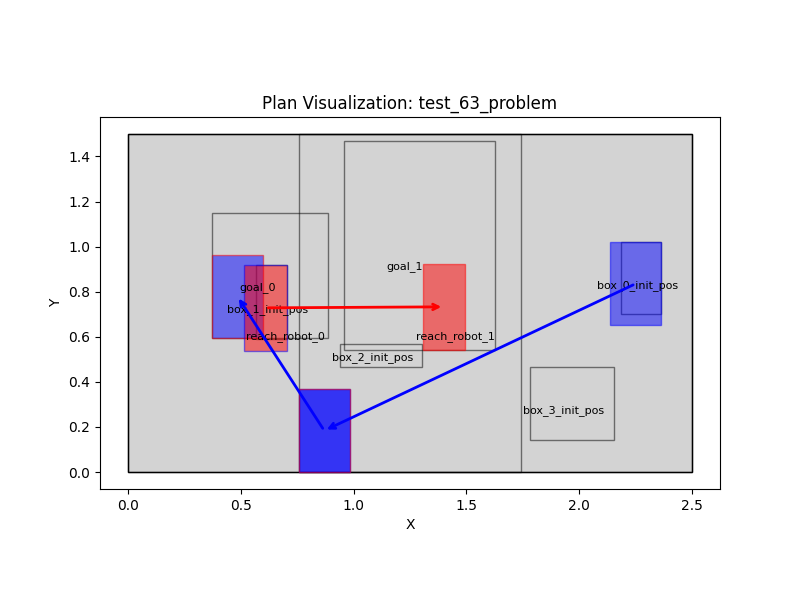 Plan Visualization: test_63_problem
Y
1.4
1.2
1.0
0.8
0.6
0.4
0.2
0.0
goal_1
goal_0
box_0_init_pos
box_1_init_pos
reach_robot_0
reach_robot_1
box_2_init_pos
box_3_init_pos
0.0 0.5 1.0 1.5 2.0 2.5
X